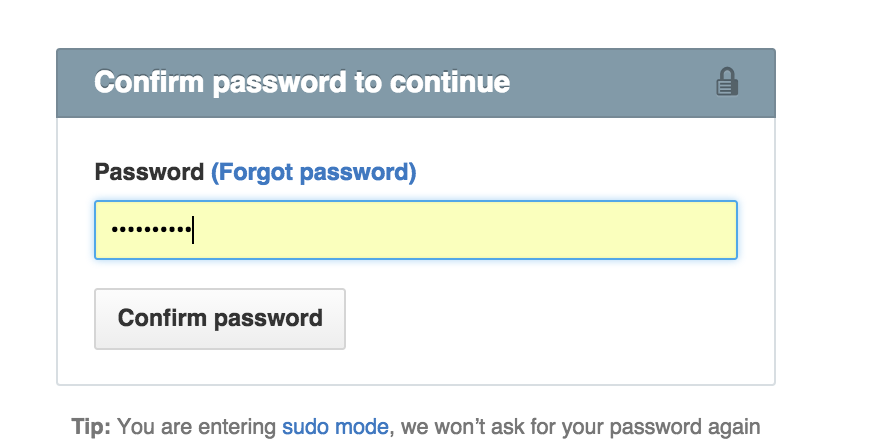 Confirm password to continue
Password (Forgot password)
••••••••••
Confirm password
Tip: You are entering sudo mode, we won't ask for your password again